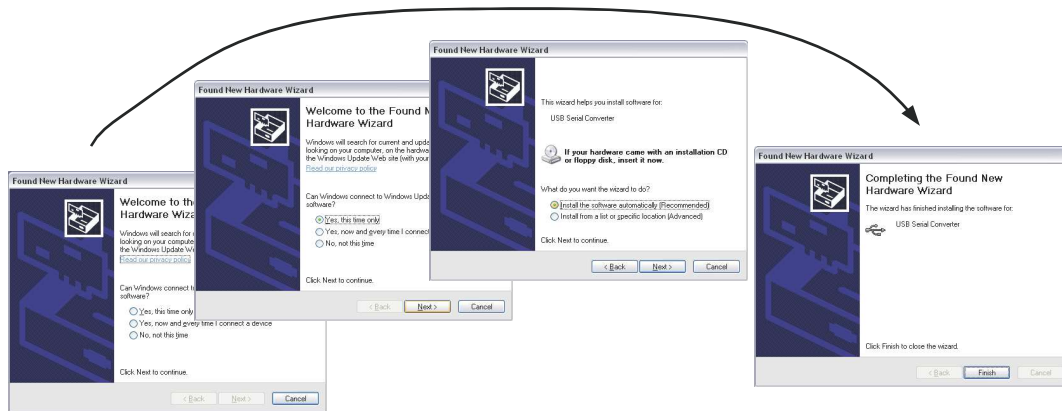 Found New Hardware Wizard
Welcome to th
Hardware Wiza
Windows will search for
looking on your compute
the Windows Update W
Read our privacy policy
Can Windows connect t
software?
Yes, this time only
Yes, now and every time I connect a device
No, not this time
Click Next to continue.
< Back Next > Cancel
Found New Hardware Wizard
Welcome to the Found N
Hardware Wizard
Windows will search for current and upda
looking on your computer, on the hardwa
the Windows Update Web site (with your
Read our privacy policy
Can Windows connect to Windows Upda
software?
Yes, this time only
Yes, now and every time I connect
No, not this time
Click Next to continue.
< Back Next > Cancel
Found New Hardware Wizard
This wizard helps you install software for:
USB Serial Converter
If your hardware came with an installation CD
or floppy disk, insert it now.
What do you want the wizard to do?
Install the software automatically (Recommended)
Install from a list or specific location (Advanced)
Click Next to continue.
< Back Next > Cancel
Found New Hardware Wizard
Completing the Found New
Hardware Wizard
The wizard has finished installing the software for:
USB Serial Converter
Click Finish to close the wizard.
< Back Finish Cancel